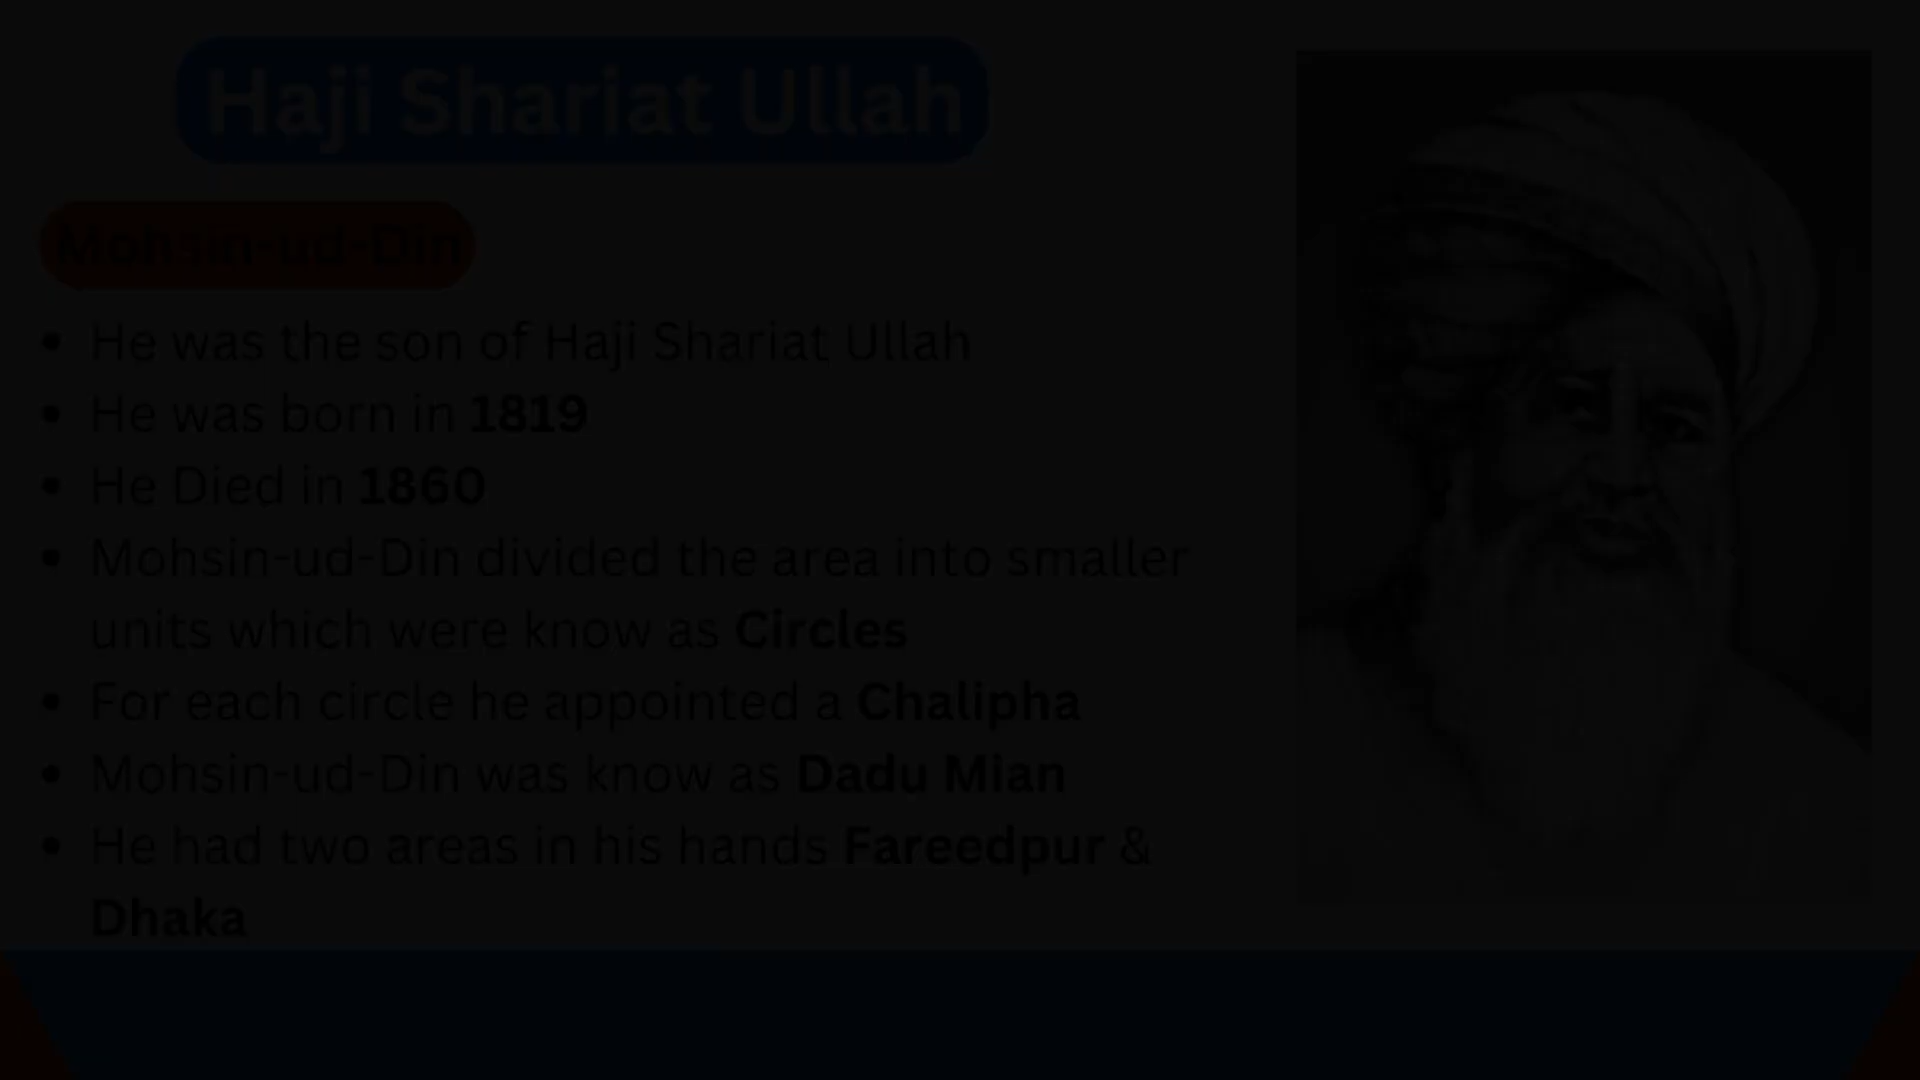 Haji Shariat Ullah
Mohsin-ud-Din
• He was the son of Haji Shariat Ullah
• He was born in 1819
• He Died in 1860
• Mohsin-ud-Din divided the area into smaller
units which were know as Circles
• For each circle he appointed a Chalipha
• Mohsin-ud-Din was know as Dadu Mian
• He had two areas in his hands Fareedpur &
Dhaka